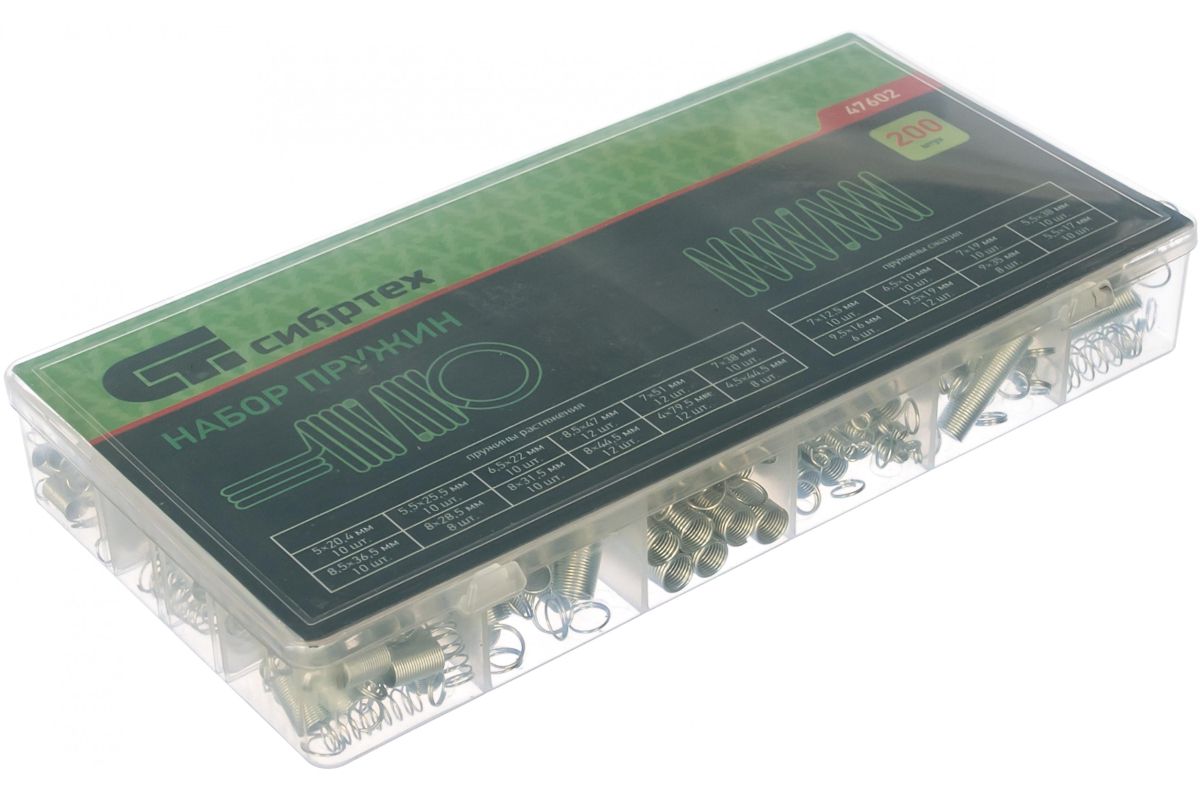 47602
200
штук
сибртех
НАБОР ПРУЖИН
пружины растяжения
5×20,4 мм 10 шт. 5,5×25,5 мм 10 шт. 6,5×22 мм 10 шт. 8,5×47 мм 12 шт. 7×51 мм 12 шт. 7×38 мм 10 шт.
8,5×36,5 мм 10 шт. 8×28,5 мм 8 шт. 8×31,5 мм 10 шт. 8×44,5 мм 12 шт. 4×79,5 мм 12 шт. 4,5×44,5 мм 8 шт.
пружины сжатия
7×12,5 мм 10 шт. 6,5×10 мм 10 шт. 7×19 мм 10 шт. 5,5×38 мм 10 шт.
9,5×16 мм 6 шт. 9,5×19 мм 12 шт. 9×35 мм 8 шт. 5,5×17 мм 10 шт.